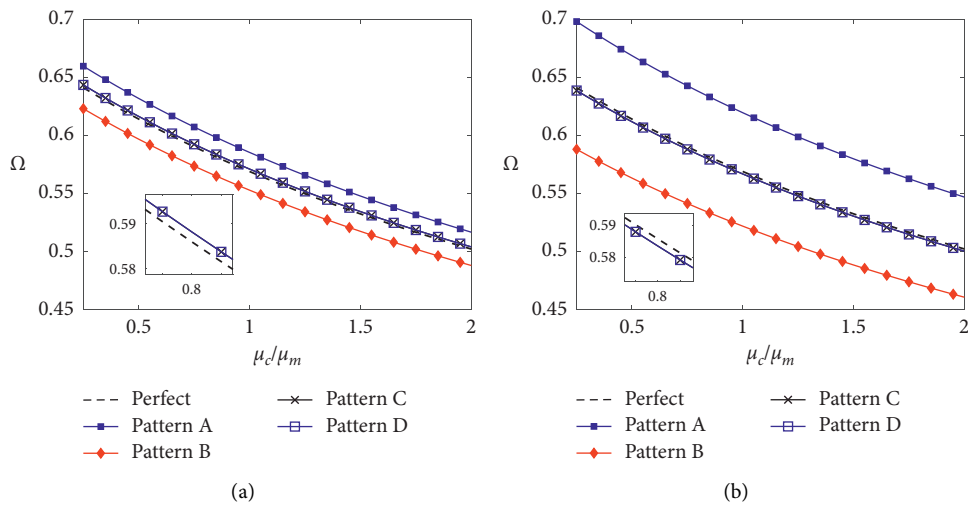 0.7
0.65
0.6
Ω
0.55
0.5
0.45
0.59
0.58
0.8
0.5
1
1.5
2
μc/μm
Perfect
Pattern A
Pattern B
Pattern C
Pattern D
(a)
0.7
0.65
0.6
Ω
0.55
0.5
0.45
0.59
0.58
0.8
0.5
1
1.5
2
μc/μm
Perfect
Pattern A
Pattern B
Pattern C
Pattern D
(b)